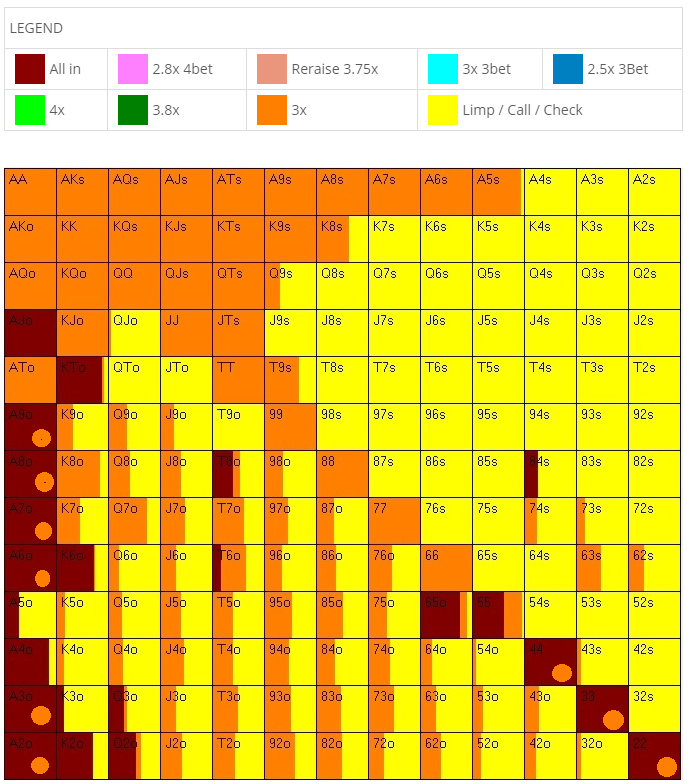 LEGEND
All in 2.8x 4bet Reraise 3.75x 3x 3bet 2.5x 3Bet
4x 3.8x 3x Limp / Call / Check
AA AKs AQs AJs ATs A9s A8s A7s A6s A5s A4s A3s A2s
AKo KK KQs KJs KTs K9s K8s K7s K6s K5s K4s K3s K2s
AQo KQo QQ QJs QTs Q9s Q8s Q7s Q6s Q5s Q4s Q3s Q2s
AJo KJo QJo JJ JTs J9s J8s J7s J6s J5s J4s J3s J2s
ATo KTo QTo JTo TT T9s T8s T7s T6s T5s T4s T3s T2s
A9o K9o Q9o J9o T9o 99 98s 97s 96s 95s 94s 93s 92s
A8o K8o Q8o J8o T8o 98o 88 87s 86s 85s 84s 83s 82s
A7o K7o Q7o J7o T7o 97o 87o 77 76s 75s 74s 73s 72s
A6o K6o Q6o J6o T6o 96o 86o 76o 66 65s 64s 63s 62s
A5o K5o Q5o J5o T5o 95o 85o 75o 65o 55 54s 53s 52s
A4o K4o Q4o J4o T4o 94o 84o 74o 64o 54o 44 43s 42s
A3o K3o Q3o J3o T3o 93o 83o 73o 63o 53o 43o 33 32s
A2o K2o Q2o J2o T2o 92o 82o 72o 62o 52o 42o 32o 22